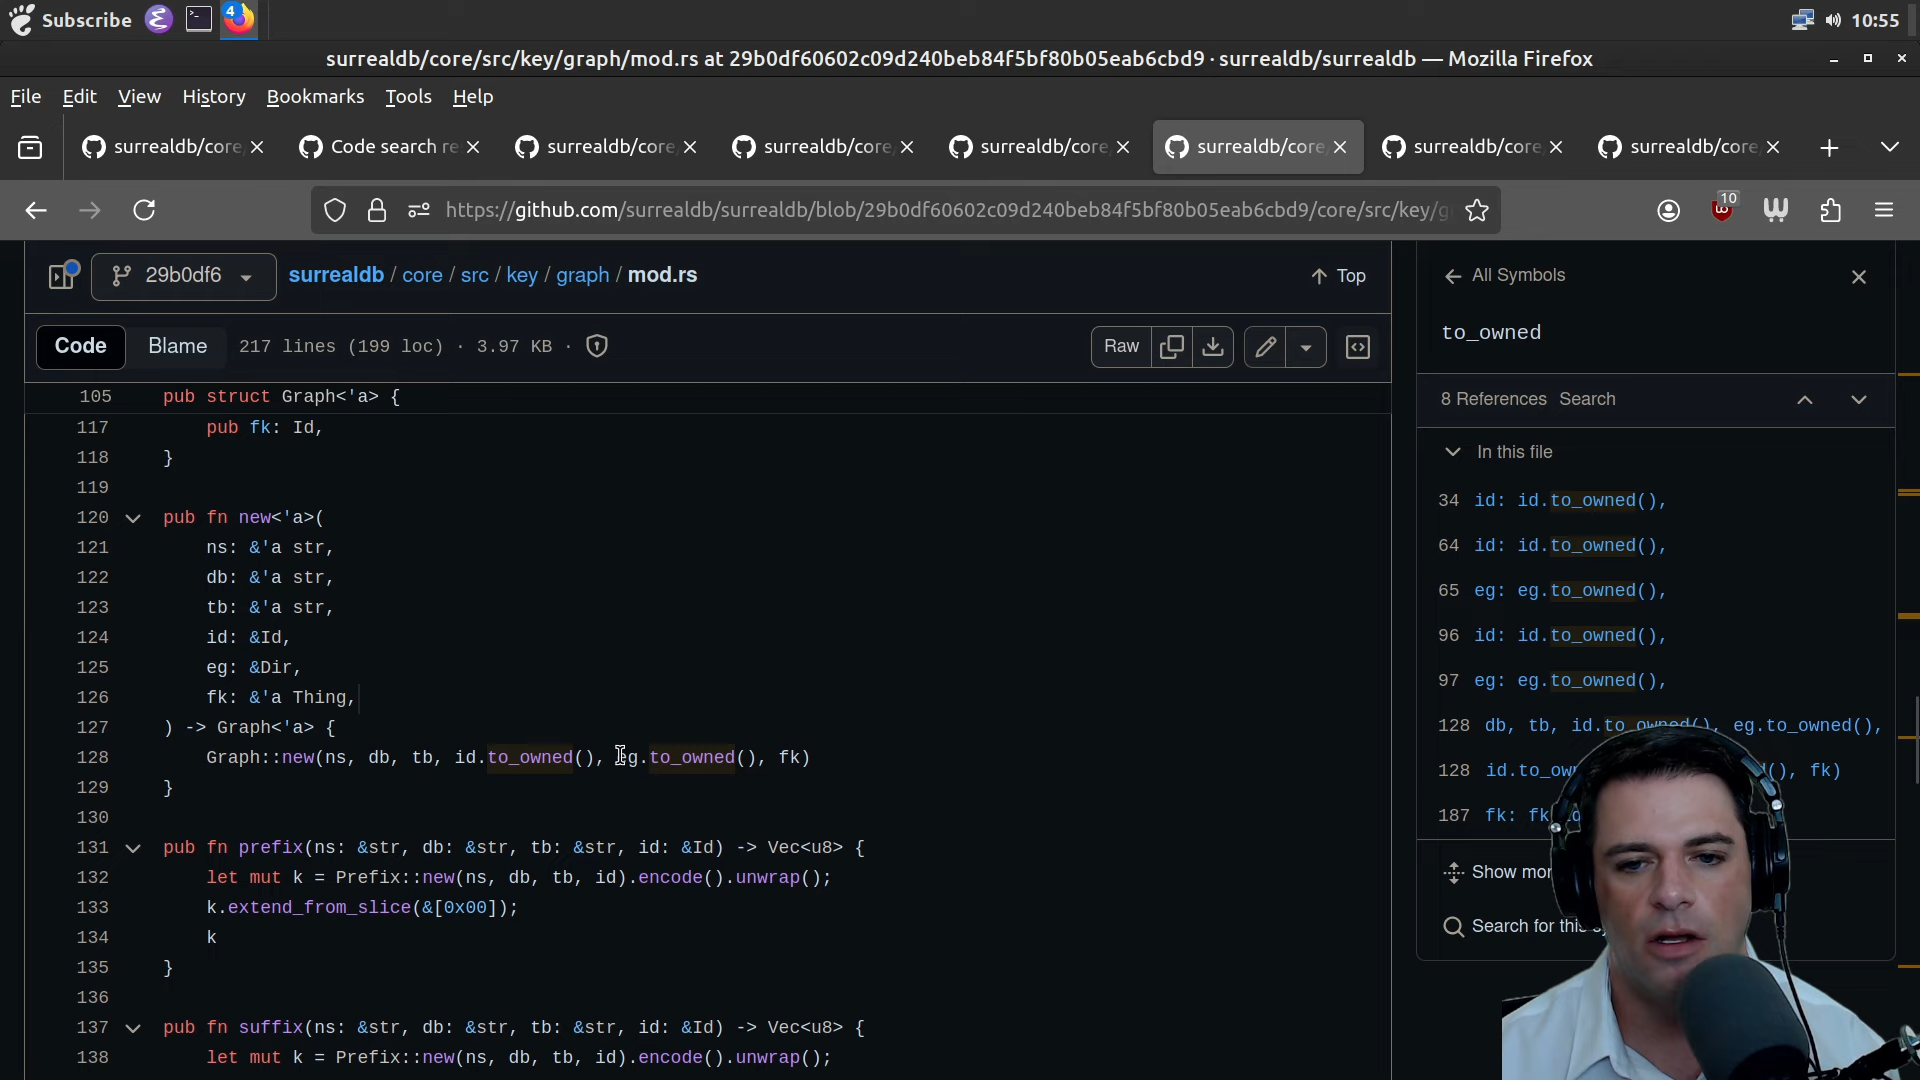 Subscribe
4
10:55
surrealdb/core/src/key/graph/mod.rs at 29b0df60602c09d240beb84f5bf80b05eab6cbd9 · surrealdb/surrealdb — Mozilla Firefox
File Edit View History Bookmarks Tools Help
surrealdb/core Code search re surrealdb/core surrealdb/core surrealdb/core surrealdb/core surrealdb/core surrealdb/core
https://github.com/surrealdb/surrealdb/blob/29b0df60602c09d240beb84f5bf80b05eab6cbd9/core/src/key/g
10
29b0df6 surrealdb / core / src / key / graph / mod.rs Top
Code Blame 217 lines (199 loc) · 3.97 KB · Raw
105 pub struct Graph<'a> {
117 pub fk: Id,
118 }
119
120 pub fn new<'a>(
121 ns: &'a str,
122 db: &'a str,
123 tb: &'a str,
124 id: &Id,
125 eg: &Dir,
126 fk: &'a Thing,
127 ) -> Graph<'a> {
128 Graph::new(ns, db, tb, id.to_owned(), eg.to_owned(), fk)
129 }
130
131 pub fn prefix(ns: &str, db: &str, tb: &str, id: &Id) -> Vec<u8> {
132 let mut k = Prefix::new(ns, db, tb, id).encode().unwrap();
133 k.extend_from_slice(&[0x00]);
134 k
135 }
136
137 pub fn suffix(ns: &str, db: &str, tb: &str, id: &Id) -> Vec<u8> {
138 let mut k = Prefix::new(ns, db, tb, id).encode().unwrap();
All Symbols
to_owned
8 References Search
In this file
34 id: id.to_owned(),
64 id: id.to_owned(),
65 eg: eg.to_owned(),
96 id: id.to_owned(),
97 eg: eg.to_owned(),
128 db, tb, id.to_owned(), eg.to_owned(),
128 id.to_ow ), fk)
187 fk: fk
Show mor
Search for this